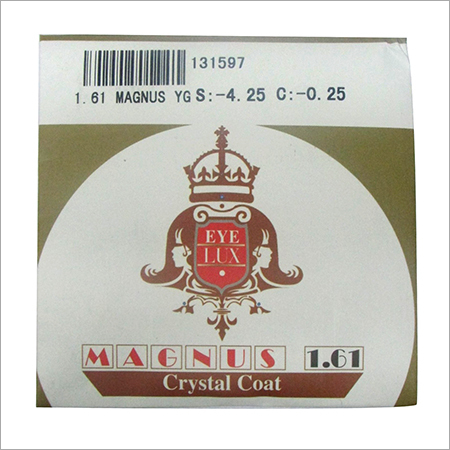 131597
1.61 MAGNUS YG S:-4.25 C:-0.25
EYE
LUX
MAGNUS 1.61
Crystal Coat